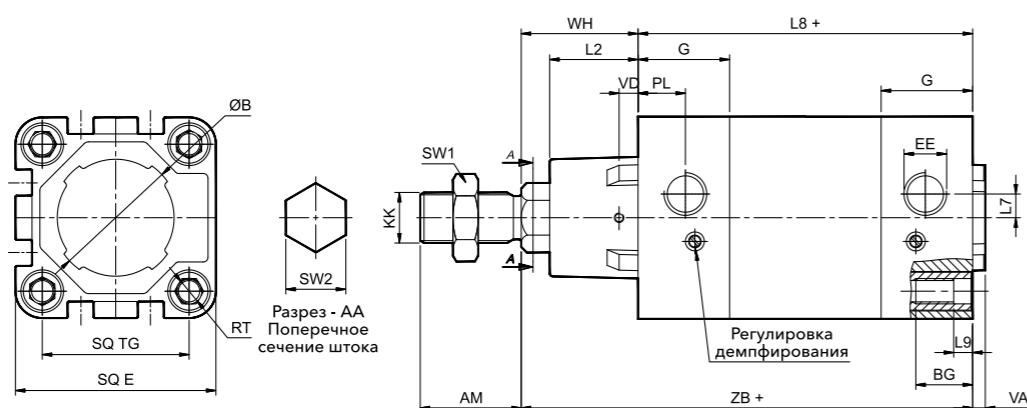 WH
L8 +
L2
G
VD
PL
G
ØB
EE
SW1
A
KK
L7
A
SW2
RT
Разрез - АА
Поперечное
сечение штока
Регулировка
демпфирования
SQ TG
L9
BG
SQ E
AM
ZB +
VA